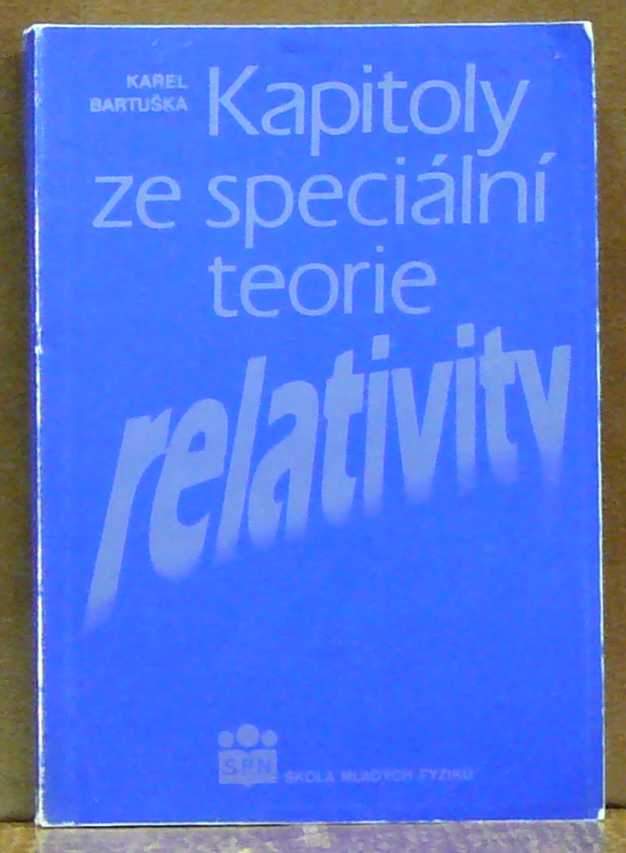 KAREL
BARTUŠKA
Kapitoly
ze speciální
teorie
relativity
SPN
ŠKOLA MLADÝCH FYZIKŮ